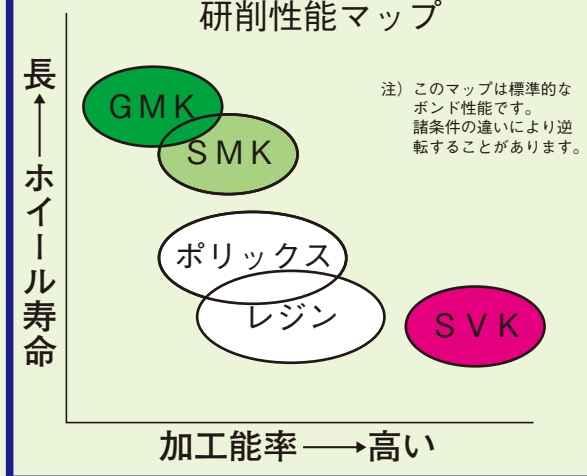 研削性能マップ
長←ホイール寿命
注）このマップは標準的な
ボンド性能です。
諸条件の違いにより逆
転することがあります。
ＧＭＫ
ＳＭＫ
ポリックス
レジン
ＳＶＫ
加工能率→高い